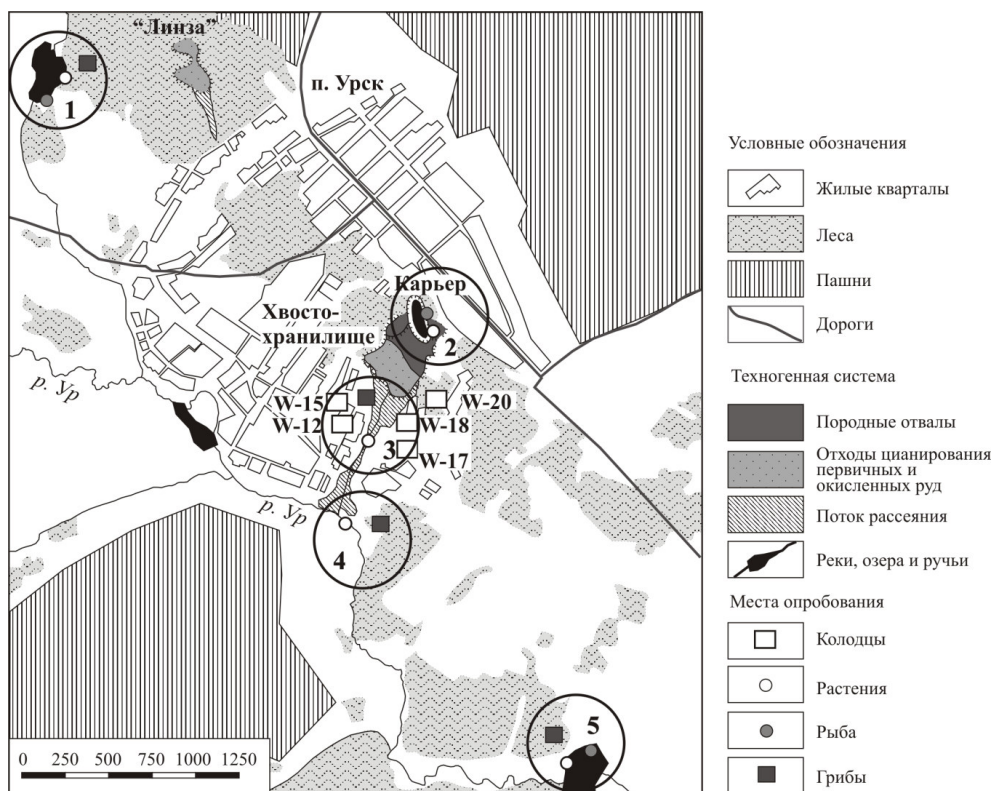 “Линза”
п. Урск
1
Карьер
Хвосто-
хранилище
2
р. Ур
W-15
W-20
W-12
W-18
3
W-17
р. Ур
4
5
0 250 500 750 1000 1250
Условные обозначения
Жилые кварталы
Леса
Пашни
Дороги
Техногенная система
Породные отвалы
Отходы цианирования
первичных и
окисленных руд
Поток рассеяния
Реки, озера и ручьи
Места опробования
Колодцы
Растения
Рыба
Грибы